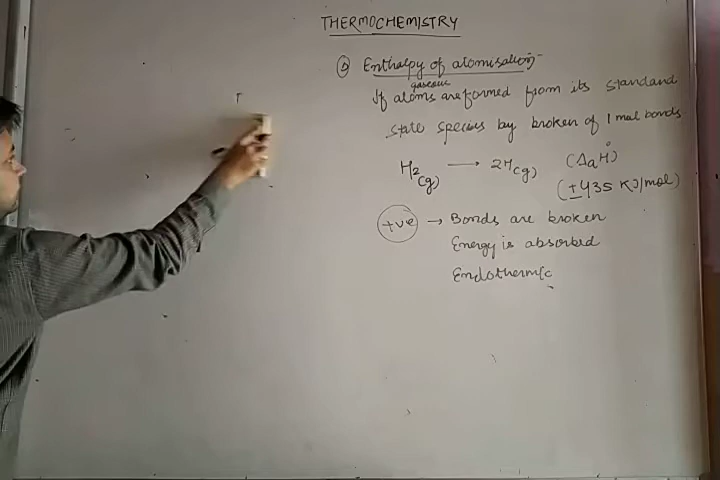 THERMOCHEMISTRY
② Enthalpy of atomisation:-
gaseous
If atoms are formed from its standard
state species by broken of 1 mol bonds
H2(g) → 2H(g) (ΔaH°)
(±435 KJ/mol)
+ve → Bonds are broken
Energy is absorbed
Endothermic